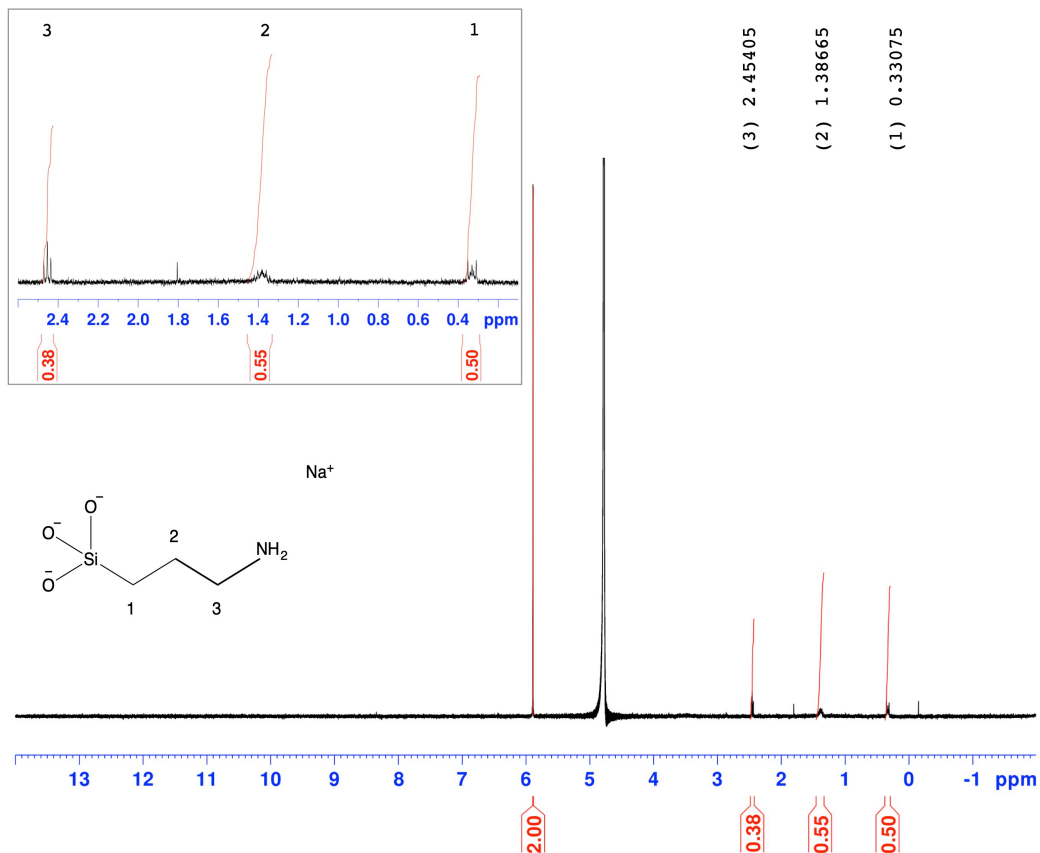 3 2 1
2.4 2.2 2.0 1.8 1.6 1.4 1.2 1.0 0.8 0.6 0.4 ppm
0.38 0.55 0.50
(3) 2.45405
(2) 1.38665
(1) 0.33075
Na⁺
O⁻
O⁻
O⁻
Si
NH₂
2
1
3
13 12 11 10 9 8 7 6 5 4 3 2 1 0 -1 ppm
2.00 0.38 0.55 0.50